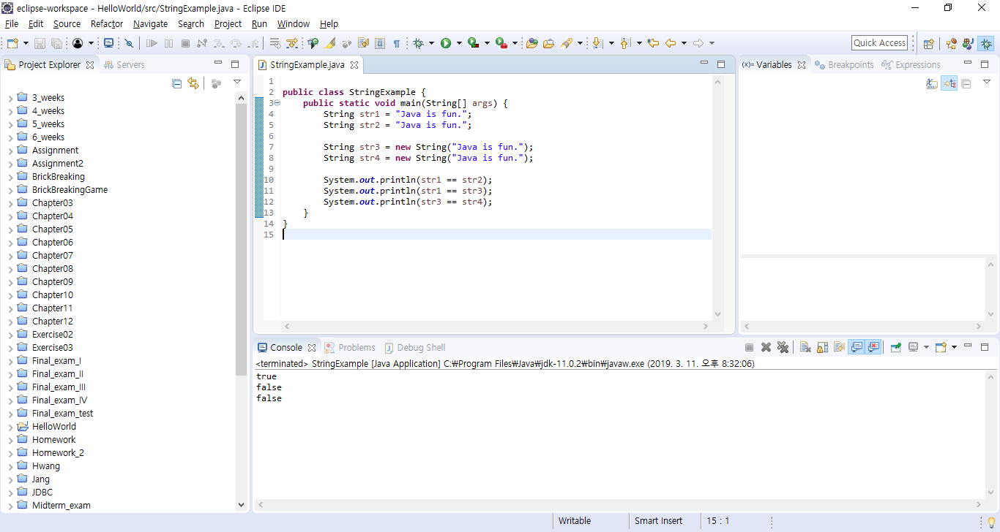 eclipse-workspace - HelloWorld/src/StringExample.java - Eclipse IDE
File Edit Source Refactor Navigate Search Project Run Window Help
Quick Access
Project Explorer
Servers
3_weeks
4_weeks
5_weeks
6_weeks
Assignment
Assignment2
BrickBreaking
BrickBreakingGame
Chapter03
Chapter04
Chapter05
Chapter06
Chapter07
Chapter08
Chapter09
Chapter10
Chapter11
Chapter12
Exercise02
Exercise03
Final_exam_I
Final_exam_II
Final_exam_III
Final_exam_IV
Final_exam_test
HelloWorld
Homework
Homework_2
Hwang
Jang
JDBC
Midterm_exam
StringExample.java
1
2 public class StringExample {
3 public static void main(String[] args) {
4 String str1 = "Java is fun.";
5 String str2 = "Java is fun.";
6
7 String str3 = new String("Java is fun.");
8 String str4 = new String("Java is fun.");
9
10 System.out.println(str1 == str2);
11 System.out.println(str1 == str3);
12 System.out.println(str3 == str4);
13 }
14 }
15
(x)= Variables Breakpoints Expressions
Console Problems Debug Shell
<terminated> StringExample [Java Application] C:₩Program Files₩Java₩jdk-11.0.2₩bin₩javaw.exe (2019. 3. 11. 오후 8:32:06)
true
false
false
Writable Smart Insert 15 : 1